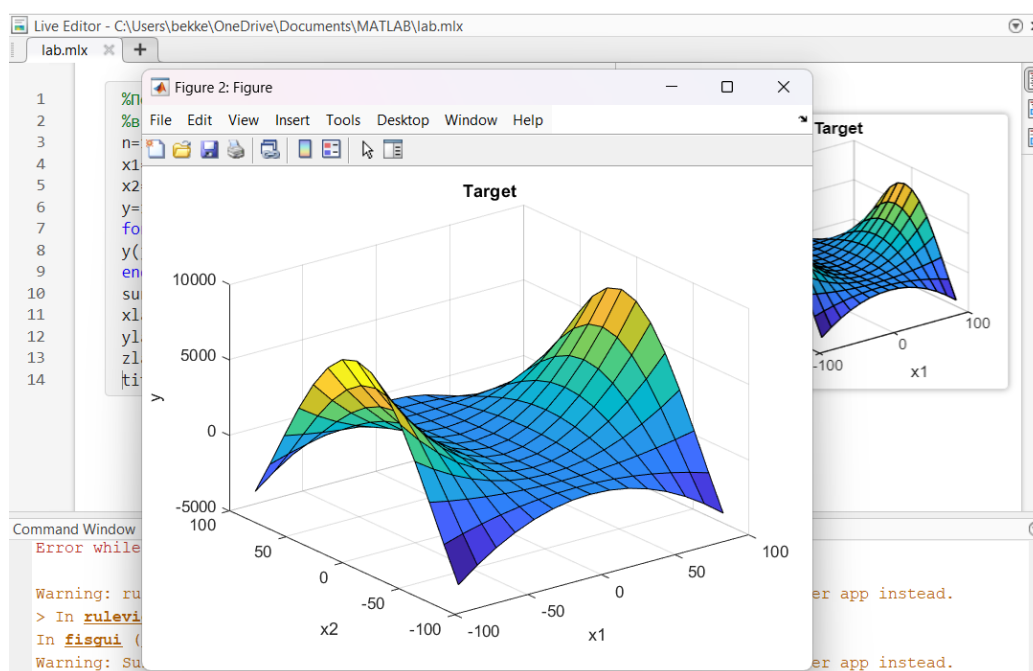 Live Editor - C:\Users\bekke\OneDrive\Documents\MATLAB\lab.mlx
lab.mlx
Figure 2: Figure
File Edit View Insert Tools Desktop Window Help
1
2
3 n=
4 x1
5 x2
6 y=
7 fo
8 y(
9 en
10 su
11 xl
12 yl
13 zl
14 ti
Target
10000
5000
0
-5000
y
100
50
0
-50
-100
x2
-100
-50
0
50
100
x1
Target
-100
0
100
x1
Command Window
Error while
Warning: ru
er app instead.
> In rulevi
In fisgui (
Warning: Su
er app instead.